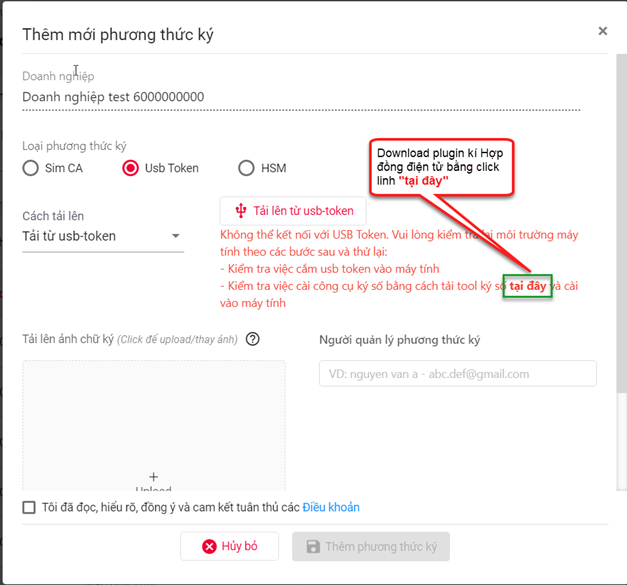 Thêm mới phương thức ký
×
Doanh nghiệp
Doanh nghiệp test 6000000000
Loại phương thức ký
Sim CA
Usb Token
HSM
Download plugin kí Hợp
đồng điện tử bằng click
linh "tại đây"
Cách tải lên
Tải từ usb-token
Tải lên từ usb-token
Không thể kết nối với USB Token. Vui lòng kiểm tra lại môi trường máy
tính theo các bước sau và thử lại:
- Kiểm tra việc cắm usb token vào máy tính
- Kiểm tra việc cài công cụ ký số bằng cách tải tool ký số tại đây và cài
vào máy tính
Tải lên ảnh chữ ký (Click để upload/thay ảnh) ?
Người quản lý phương thức ký
VD: nguyen van a - abc.def@gmail.com
+
Upload
Tôi đã đọc, hiểu rõ, đồng ý và cam kết tuân thủ các Điều khoản
Hủy bỏ
Thêm phương thức ký